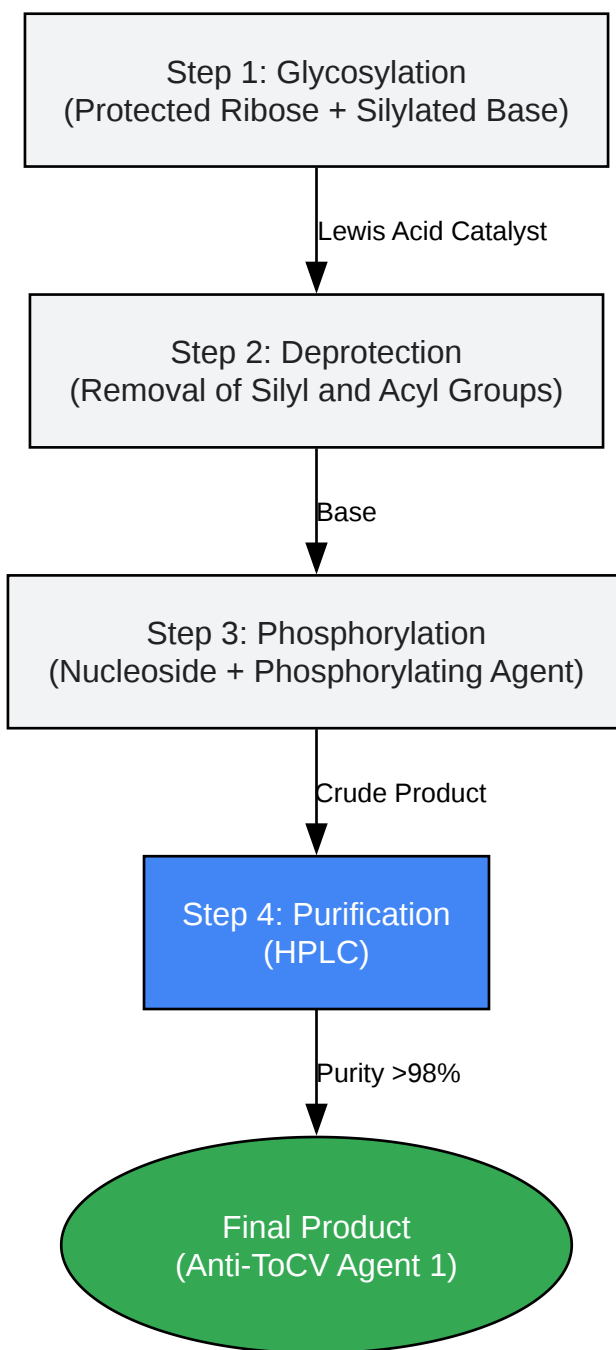 Step 1: Glycosylation
(Protected Ribose + Silylated Base)
Lewis Acid Catalyst
Step 2: Deprotection
(Removal of Silyl and Acyl Groups)
Base
Step 3: Phosphorylation
(Nucleoside + Phosphorylating Agent)
Crude Product
Step 4: Purification
(HPLC)
Purity >98%
Final Product
(Anti-ToCV Agent 1)